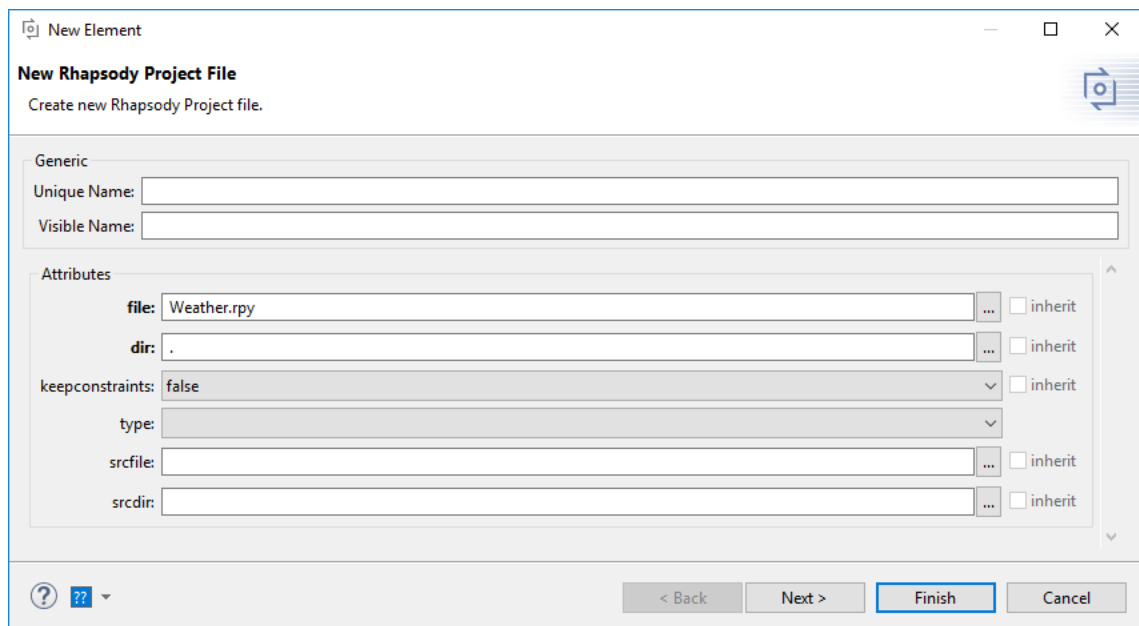 New Element
New Rhapsody Project File
Create new Rhapsody Project file.
Generic
Unique Name:
Visible Name:
Attributes
file: Weather.rpy ... inherit
dir: . ... inherit
keepconstraints: false inherit
type:
srcfile: ... inherit
srcdir: ... inherit
? ?? < Back Next > Finish Cancel